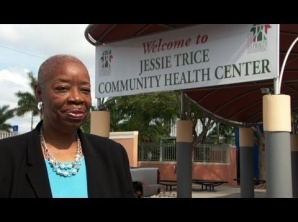 Welcome to
JESSIE TRICE
COMMUNITY HEALTH CENTER